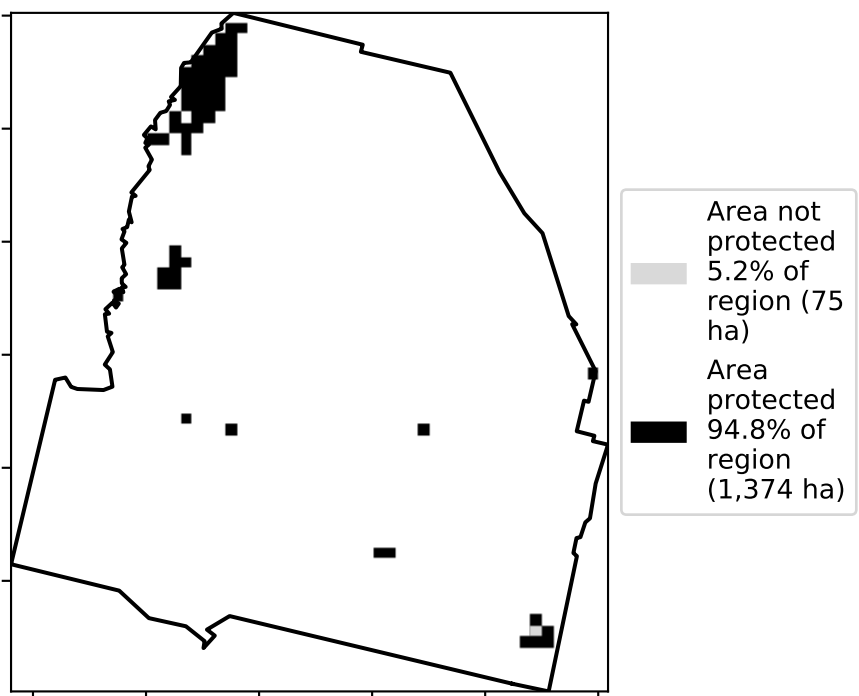 Area not
protected
5.2% of
region (75
ha)
Area
protected
94.8% of
region
(1,374 ha)